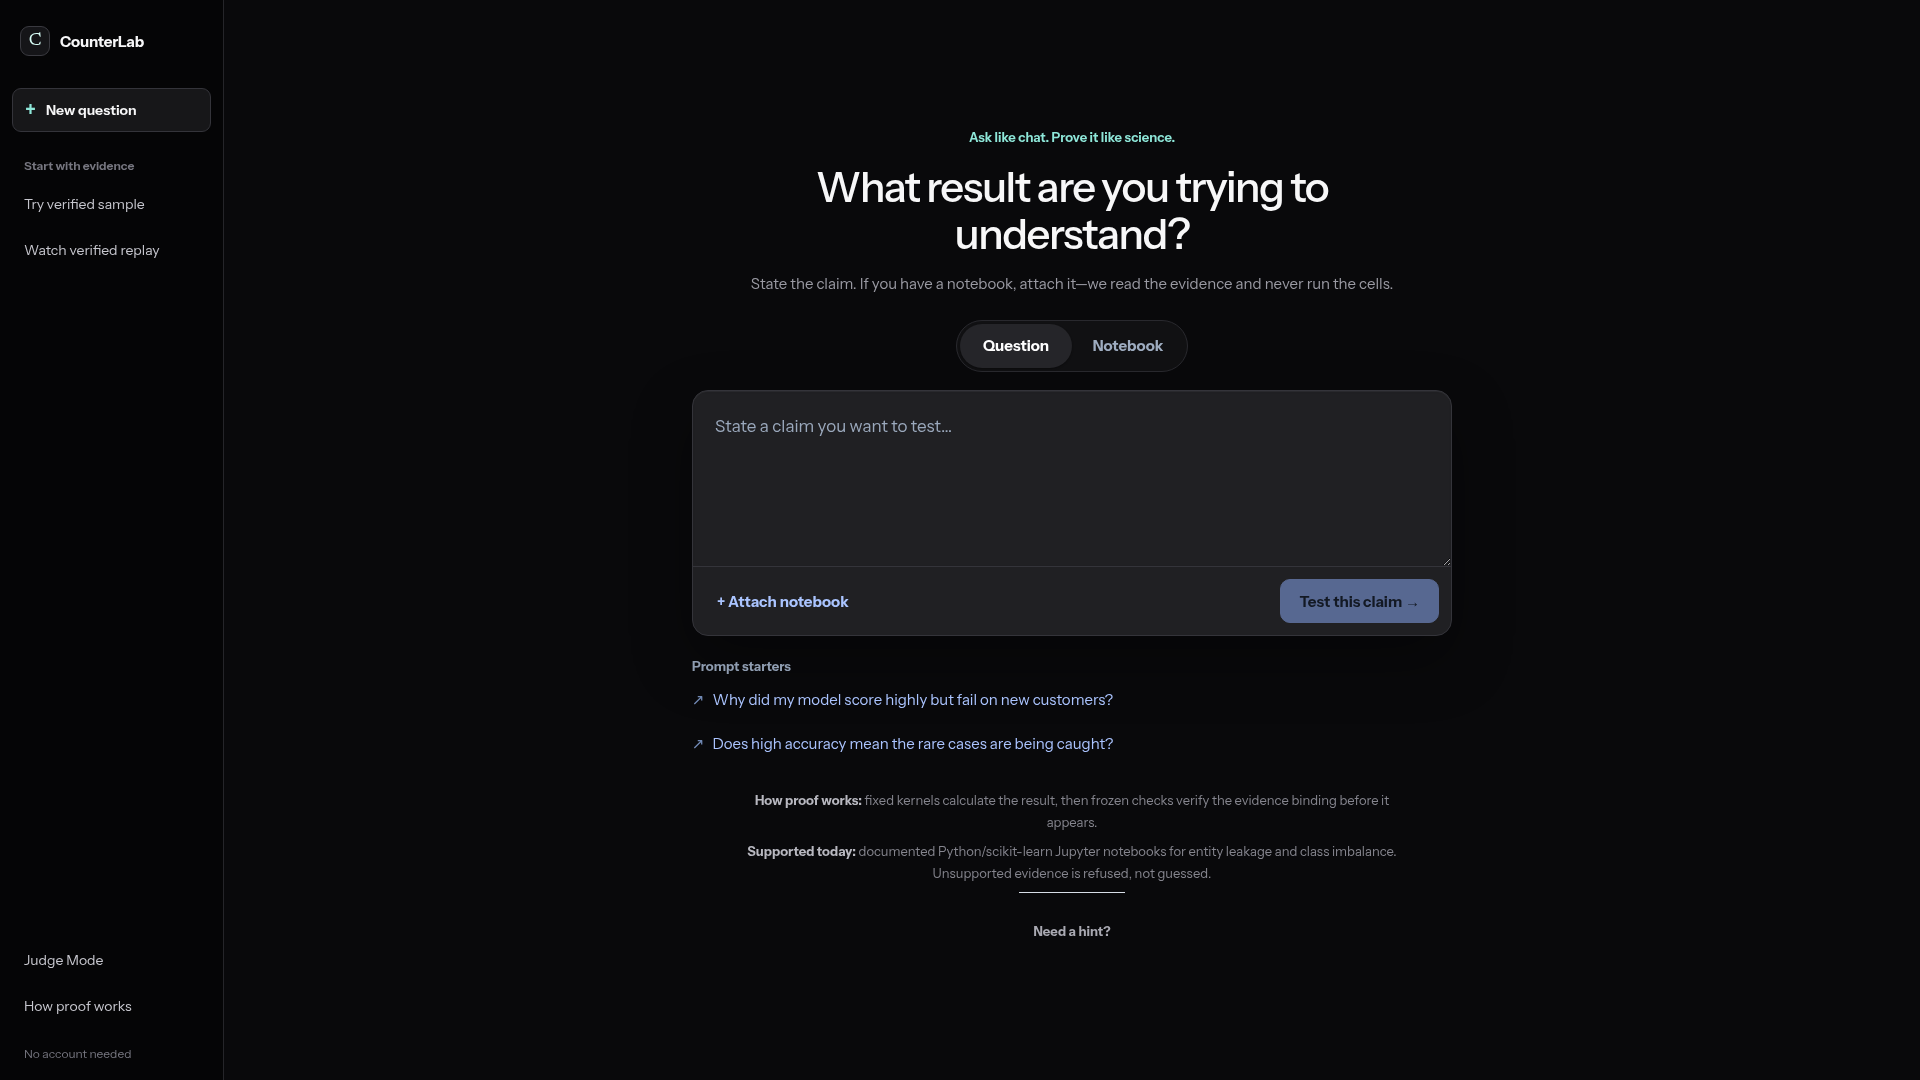 C CounterLab
+ New question
Start with evidence
Try verified sample
Watch verified replay
Judge Mode
How proof works
No account needed
Ask like chat. Prove it like science.
What result are you trying to
understand?
State the claim. If you have a notebook, attach it—we read the evidence and never run the cells.
Question Notebook
State a claim you want to test...
+ Attach notebook
Test this claim →
Prompt starters
↗ Why did my model score highly but fail on new customers?
↗ Does high accuracy mean the rare cases are being caught?
How proof works: fixed kernels calculate the result, then frozen checks verify the evidence binding before it
appears.
Supported today: documented Python/scikit-learn Jupyter notebooks for entity leakage and class imbalance.
Unsupported evidence is refused, not guessed.
Need a hint?